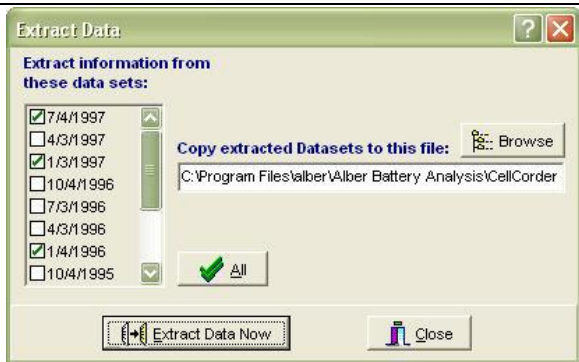 Extract Data
Extract information from
these data sets:
7/4/1997
4/3/1997
1/3/1997
10/4/1996
7/3/1996
4/3/1996
1/4/1996
10/4/1995
Copy extracted Datasets to this file:
Browse
C:\Program Files\alber\Alber Battery Analysis\CellCorder
All
Extract Data Now
Close